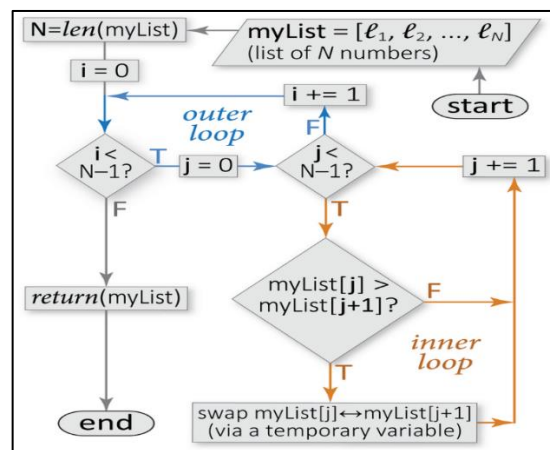 N=len(myList)
myList = [ℓ₁, ℓ₂, ..., ℓN]
(list of N numbers)
i = 0
start
i += 1
outer
loop
F
i<
N–1?
T
j = 0
j<
N–1?
j += 1
F
T
myList[j] >
myList[j+1]?
F
return(myList)
inner
loop
T
end
swap myList[j]↔myList[j+1]
(via a temporary variable)